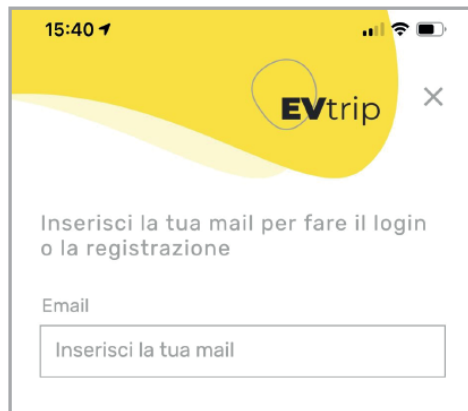 15:40
EVtrip
Inserisci la tua mail per fare il login
o la registrazione
Email
Inserisci la tua mail